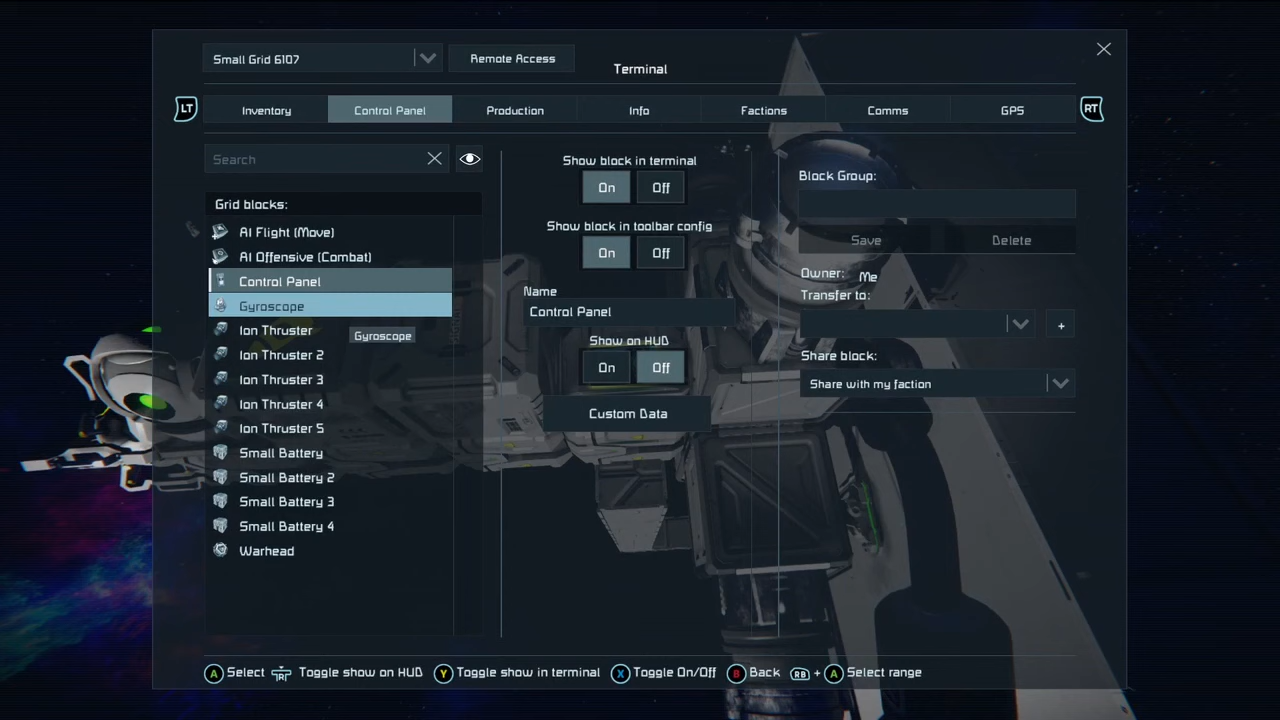 Small Grid 6107
Remote Access
Terminal
LT
Inventory
Control Panel
Production
Info
Factions
Comms
GPS
RT
Search
Grid blocks:
AI Flight (Move)
AI Offensive (Combat)
Control Panel
Gyroscope
Ion Thruster
Gyroscope
Ion Thruster 2
Ion Thruster 3
Ion Thruster 4
Ion Thruster 5
Small Battery
Small Battery 2
Small Battery 3
Small Battery 4
Warhead
Show block in terminal
On Off
Show block in toolbar config
On Off
Name
Control Panel
Show on HUD
On Off
Custom Data
Block Group:
Save Delete
Owner: Me
Transfer to:
+
Share block:
Share with my faction
A Select Toggle show on HUD Y Toggle show in terminal X Toggle On/Off B Back RB + A Select range